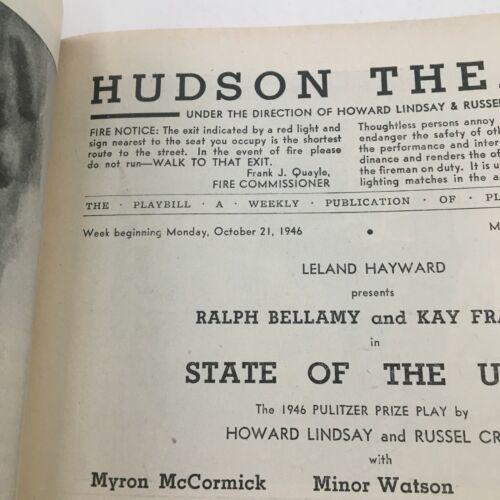 HUDSON THE
UNDER THE DIRECTION OF HOWARD LINDSAY & RUSSEL
FIRE NOTICE: The exit indicated by a red light and
sign nearest to the seat you occupy is the shortest
route to the street. In the event of fire please
do not run—WALK TO THAT EXIT.
Frank J. Quayle,
FIRE COMMISSIONER
Thoughtless persons annoy
endanger the safety of oth
the performance and inter
dinance and renders the of
the fireman on duty. It is u
lighting matches in the a
THE · PLAYBILL · A · WEEKLY · PUBLICATION · OF · PL
Week beginning Monday, October 21, 1946 • M
LELAND HAYWARD
presents
RALPH BELLAMY and KAY FRA
in
STATE OF THE U
The 1946 PULITZER PRIZE PLAY by
HOWARD LINDSAY and RUSSEL CR
with
Myron McCormick Minor Watson